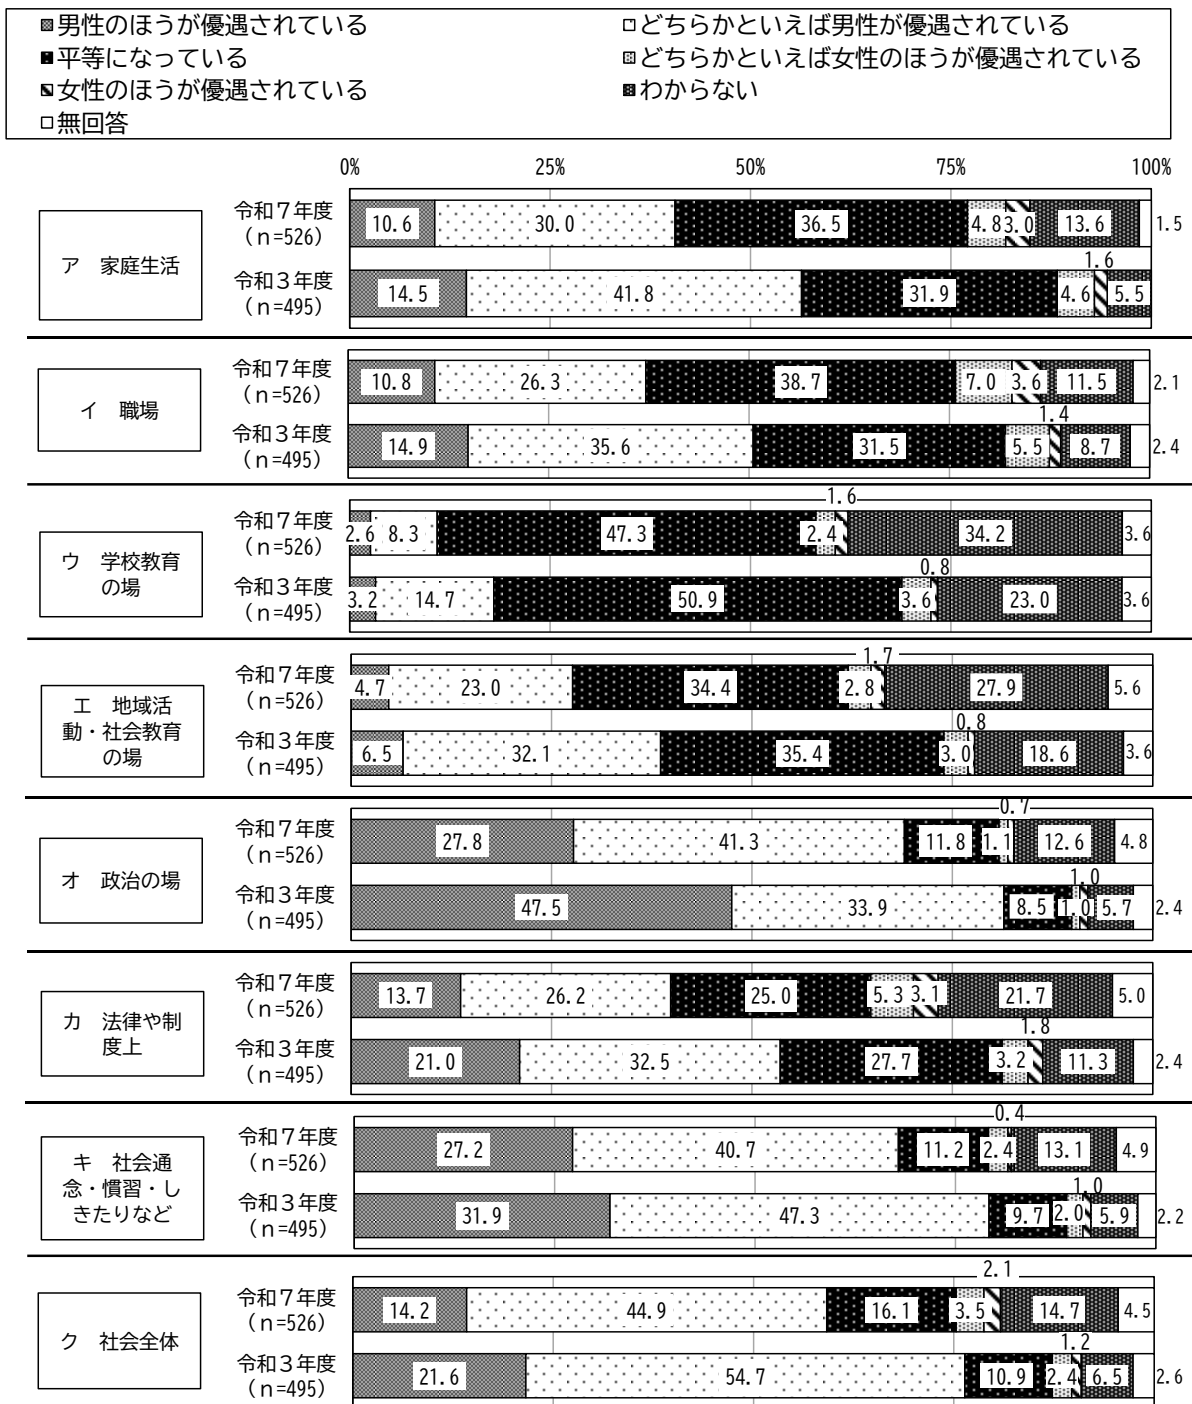 男性のほうが優遇されている
どちらかといえば男性が優遇されている
平等になっている
どちらかといえば女性のほうが優遇されている
女性のほうが優遇されている
わからない
無回答
0% 25% 50% 75% 100%
ア 家庭生活
令和7年度
(n=526)
10.6 30.0 36.5 4.8 3.0 13.6 1.5
令和3年度
(n=495)
14.5 41.8 31.9 4.6 1.6 5.5
イ 職場
令和7年度
(n=526)
10.8 26.3 38.7 7.0 3.6 11.5 2.1
令和3年度
(n=495)
14.9 35.6 31.5 5.5 1.4 8.7 2.4
ウ 学校教育
の場
令和7年度
(n=526)
2.6 8.3 47.3 2.4 1.6 34.2 3.6
令和3年度
(n=495)
3.2 14.7 50.9 3.6 0.8 23.0 3.6
エ 地域活
動・社会教育
の場
令和7年度
(n=526)
4.7 23.0 34.4 2.8 1.7 27.9 5.6
令和3年度
(n=495)
6.5 32.1 35.4 3.0 0.8 18.6 3.6
オ 政治の場
令和7年度
(n=526)
27.8 41.3 11.8 1.1 0.7 12.6 4.8
令和3年度
(n=495)
47.5 33.9 8.5 1.0 1.0 5.7 2.4
カ 法律や制
度上
令和7年度
(n=526)
13.7 26.2 25.0 5.3 3.1 21.7 5.0
令和3年度
(n=495)
21.0 32.5 27.7 3.2 1.8 11.3 2.4
キ 社会通
念・慣習・し
きたりなど
令和7年度
(n=526)
27.2 40.7 11.2 2.4 0.4 13.1 4.9
令和3年度
(n=495)
31.9 47.3 9.7 2.0 1.0 5.9 2.2
ク 社会全体
令和7年度
(n=526)
14.2 44.9 16.1 3.5 2.1 14.7 4.5
令和3年度
(n=495)
21.6 54.7 10.9 2.4 1.2 6.5 2.6